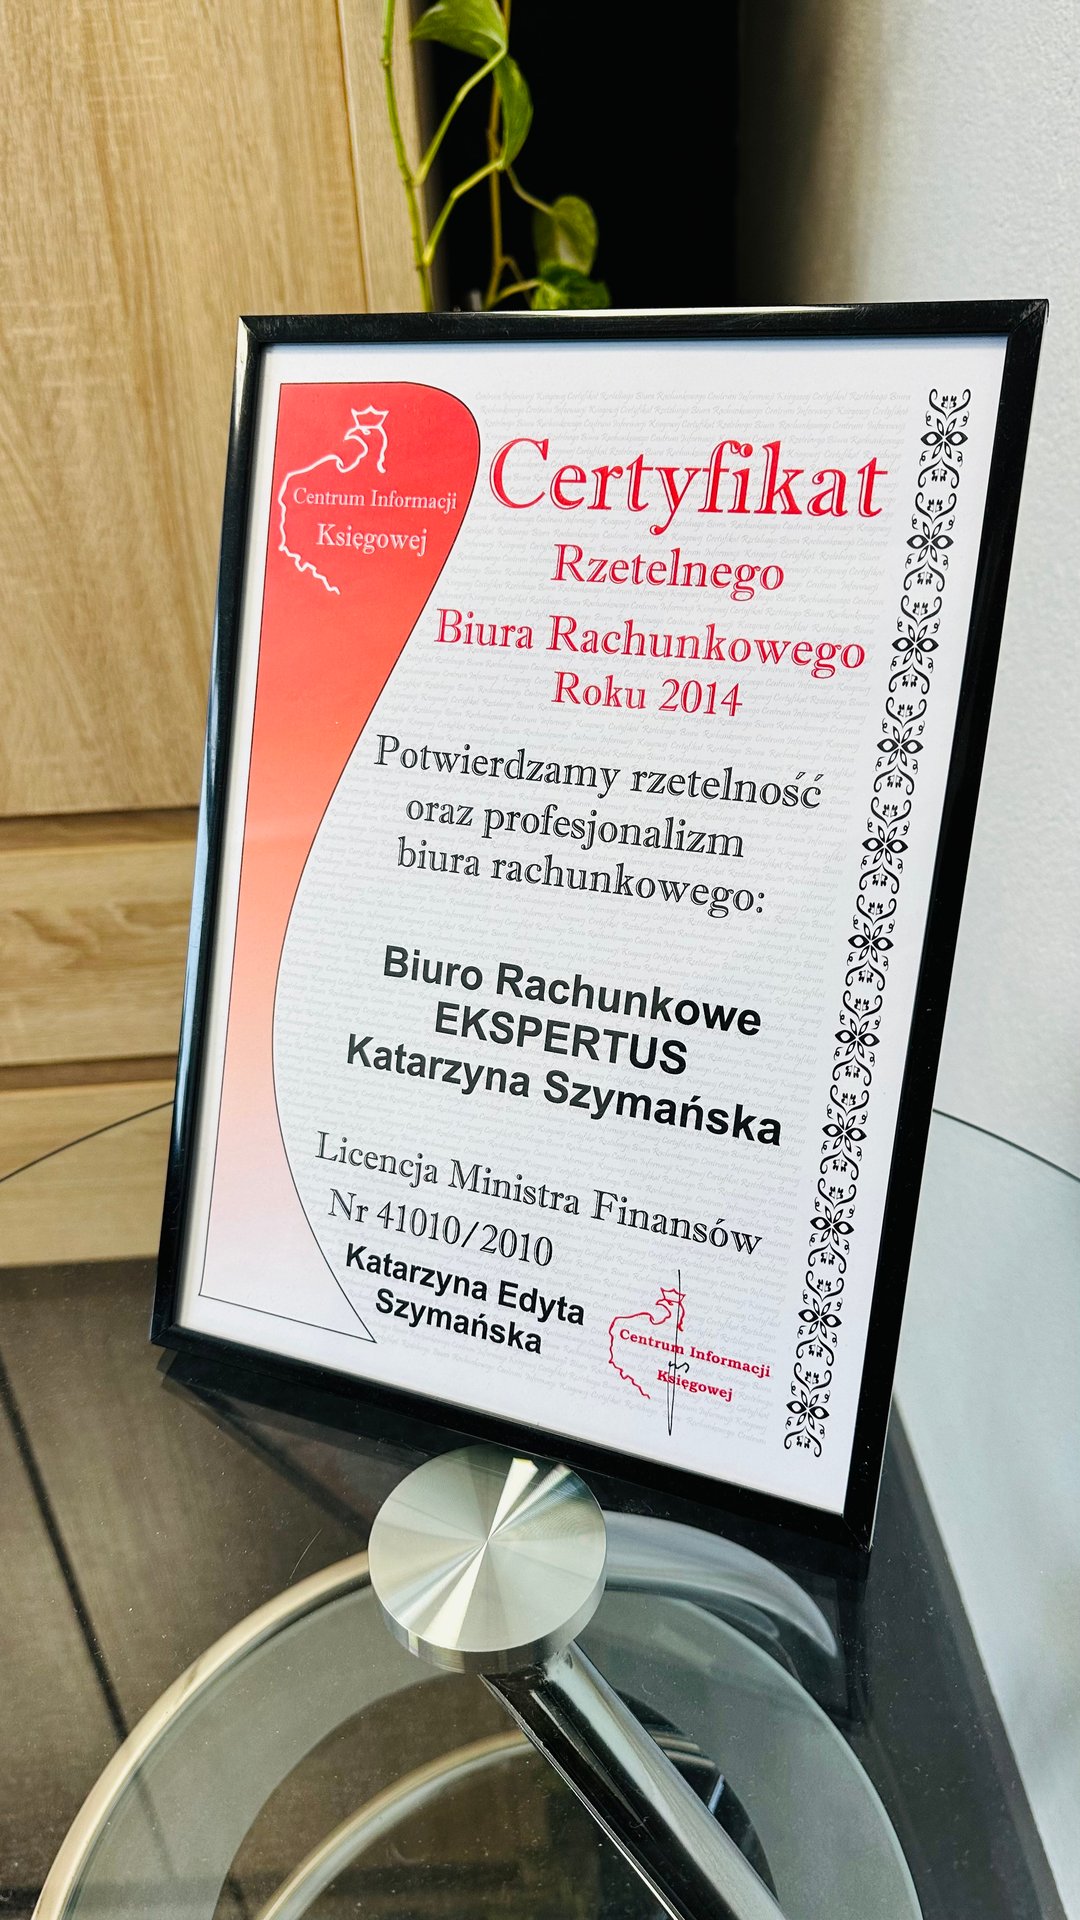 Centrum Informacji
Księgowej
Certyfikat
Rzetelnego
Biura Rachunkowego
Roku 2014
Potwierdzamy rzetelność
oraz profesjonalizm
biura rachunkowego:
Biuro Rachunkowe
EKSPERTUS
Katarzyna Szymańska
Licencja Ministra Finansów
Nr 41010/2010
Katarzyna Edyta
Szymańska
Centrum Informacji
Księgowej